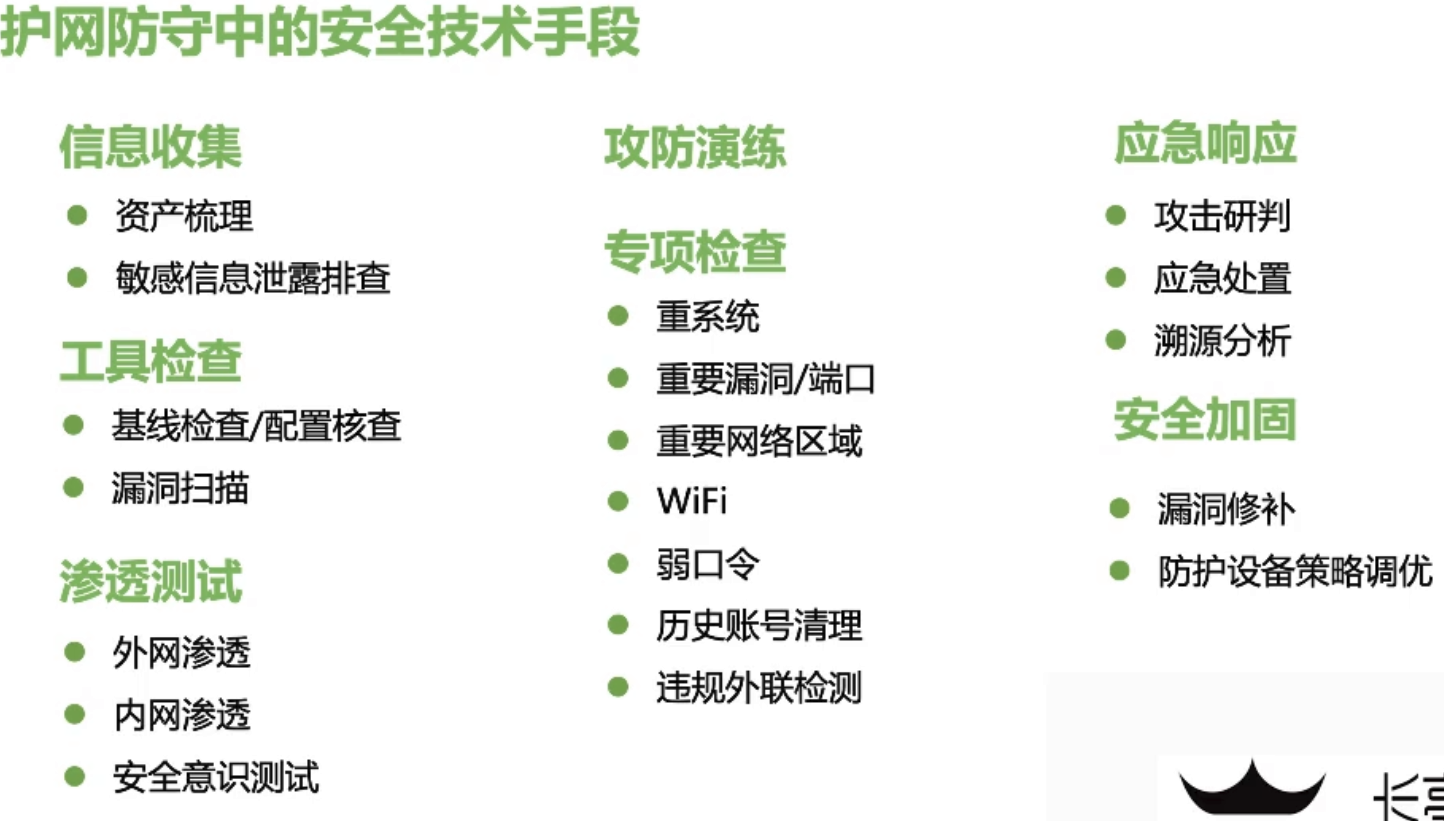 护网防守中的安全技术手段
信息收集
资产梳理
敏感信息泄露排查
工具检查
基线检查/配置核查
漏洞扫描
渗透测试
外网渗透
内网渗透
安全意识测试
攻防演练
专项检查
重系统
重要漏洞/端口
重要网络区域
WiFi
弱口令
历史账号清理
违规外联检测
应急响应
攻击研判
应急处置
溯源分析
安全加固
漏洞修补
防护设备策略调优